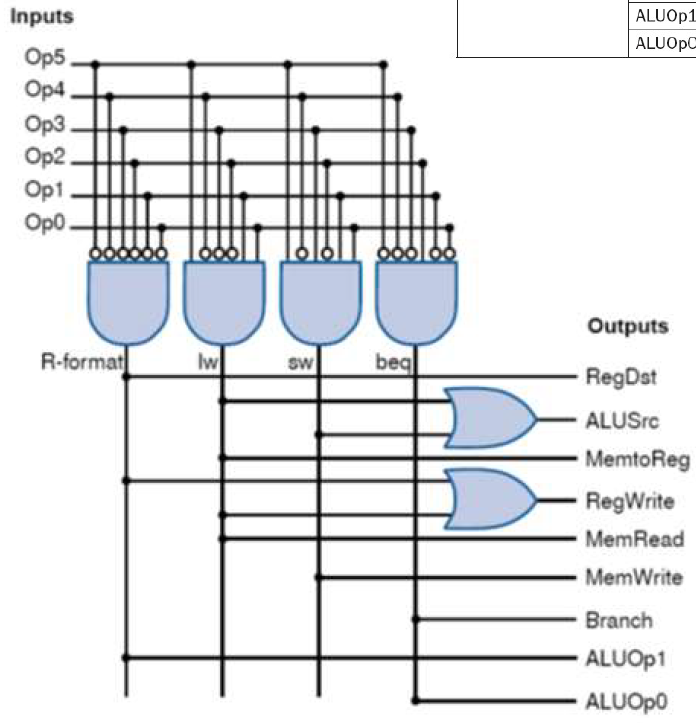 Inputs
ALUOp1
ALUOp0
Op5
Op4
Op3
Op2
Op1
Op0
Outputs
R-format
lw
sw
beq
RegDst
ALUSrc
MemtoReg
RegWrite
MemRead
MemWrite
Branch
ALUOp1
ALUOp0